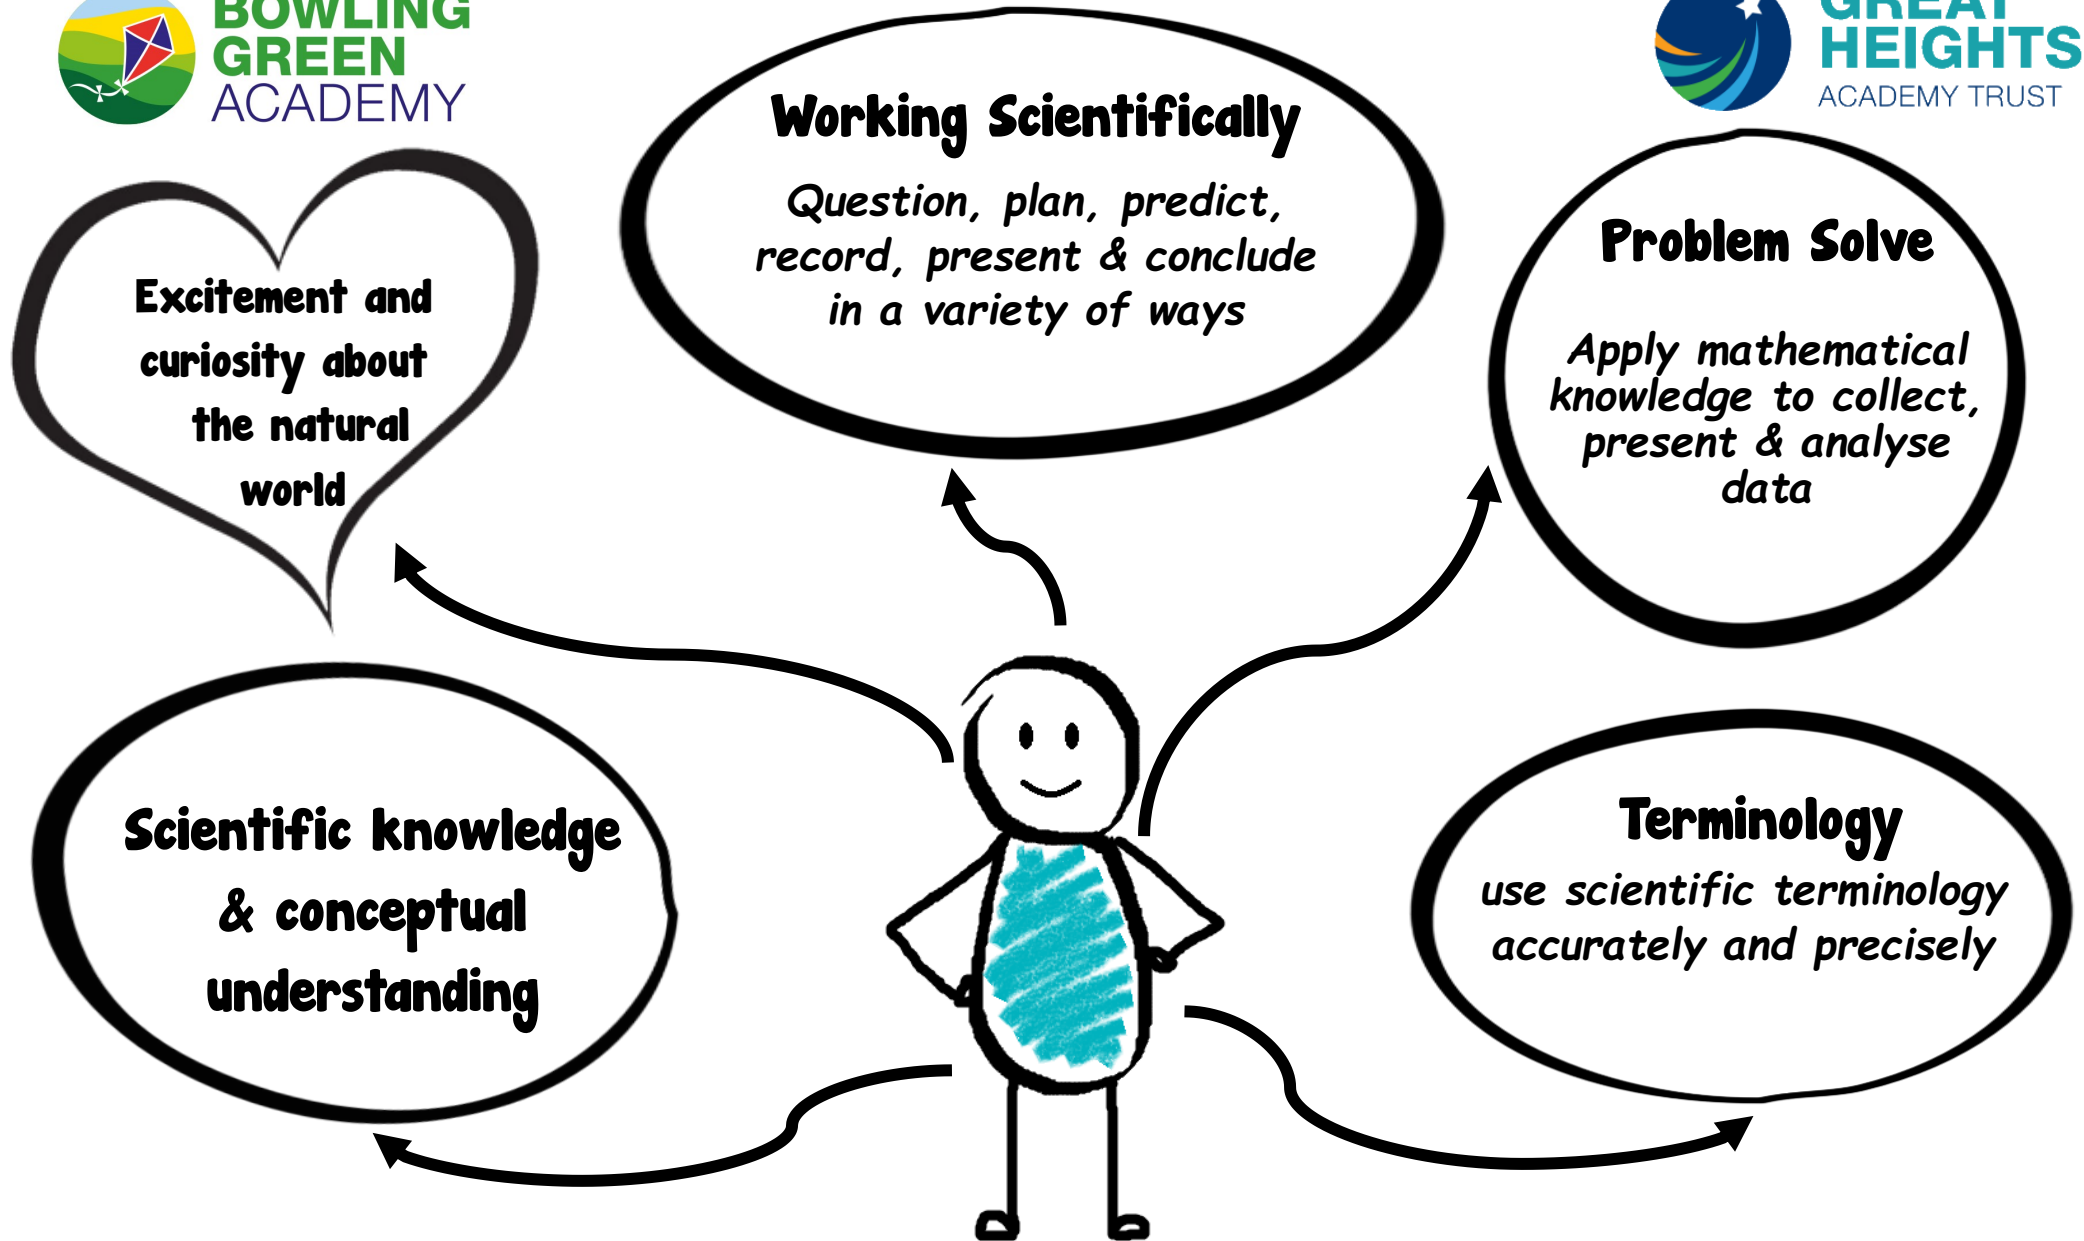 BOWLING
GREEN
ACADEMY
GREAT
HEIGHTS
ACADEMY TRUST
Working Scientifically
Question, plan, predict,
record, present & conclude
in a variety of ways
Excitement and
curiosity about
the natural
world
Problem Solve
Apply mathematical
knowledge to collect,
present & analyse
data
Scientific knowledge
& conceptual
understanding
Terminology
use scientific terminology
accurately and precisely